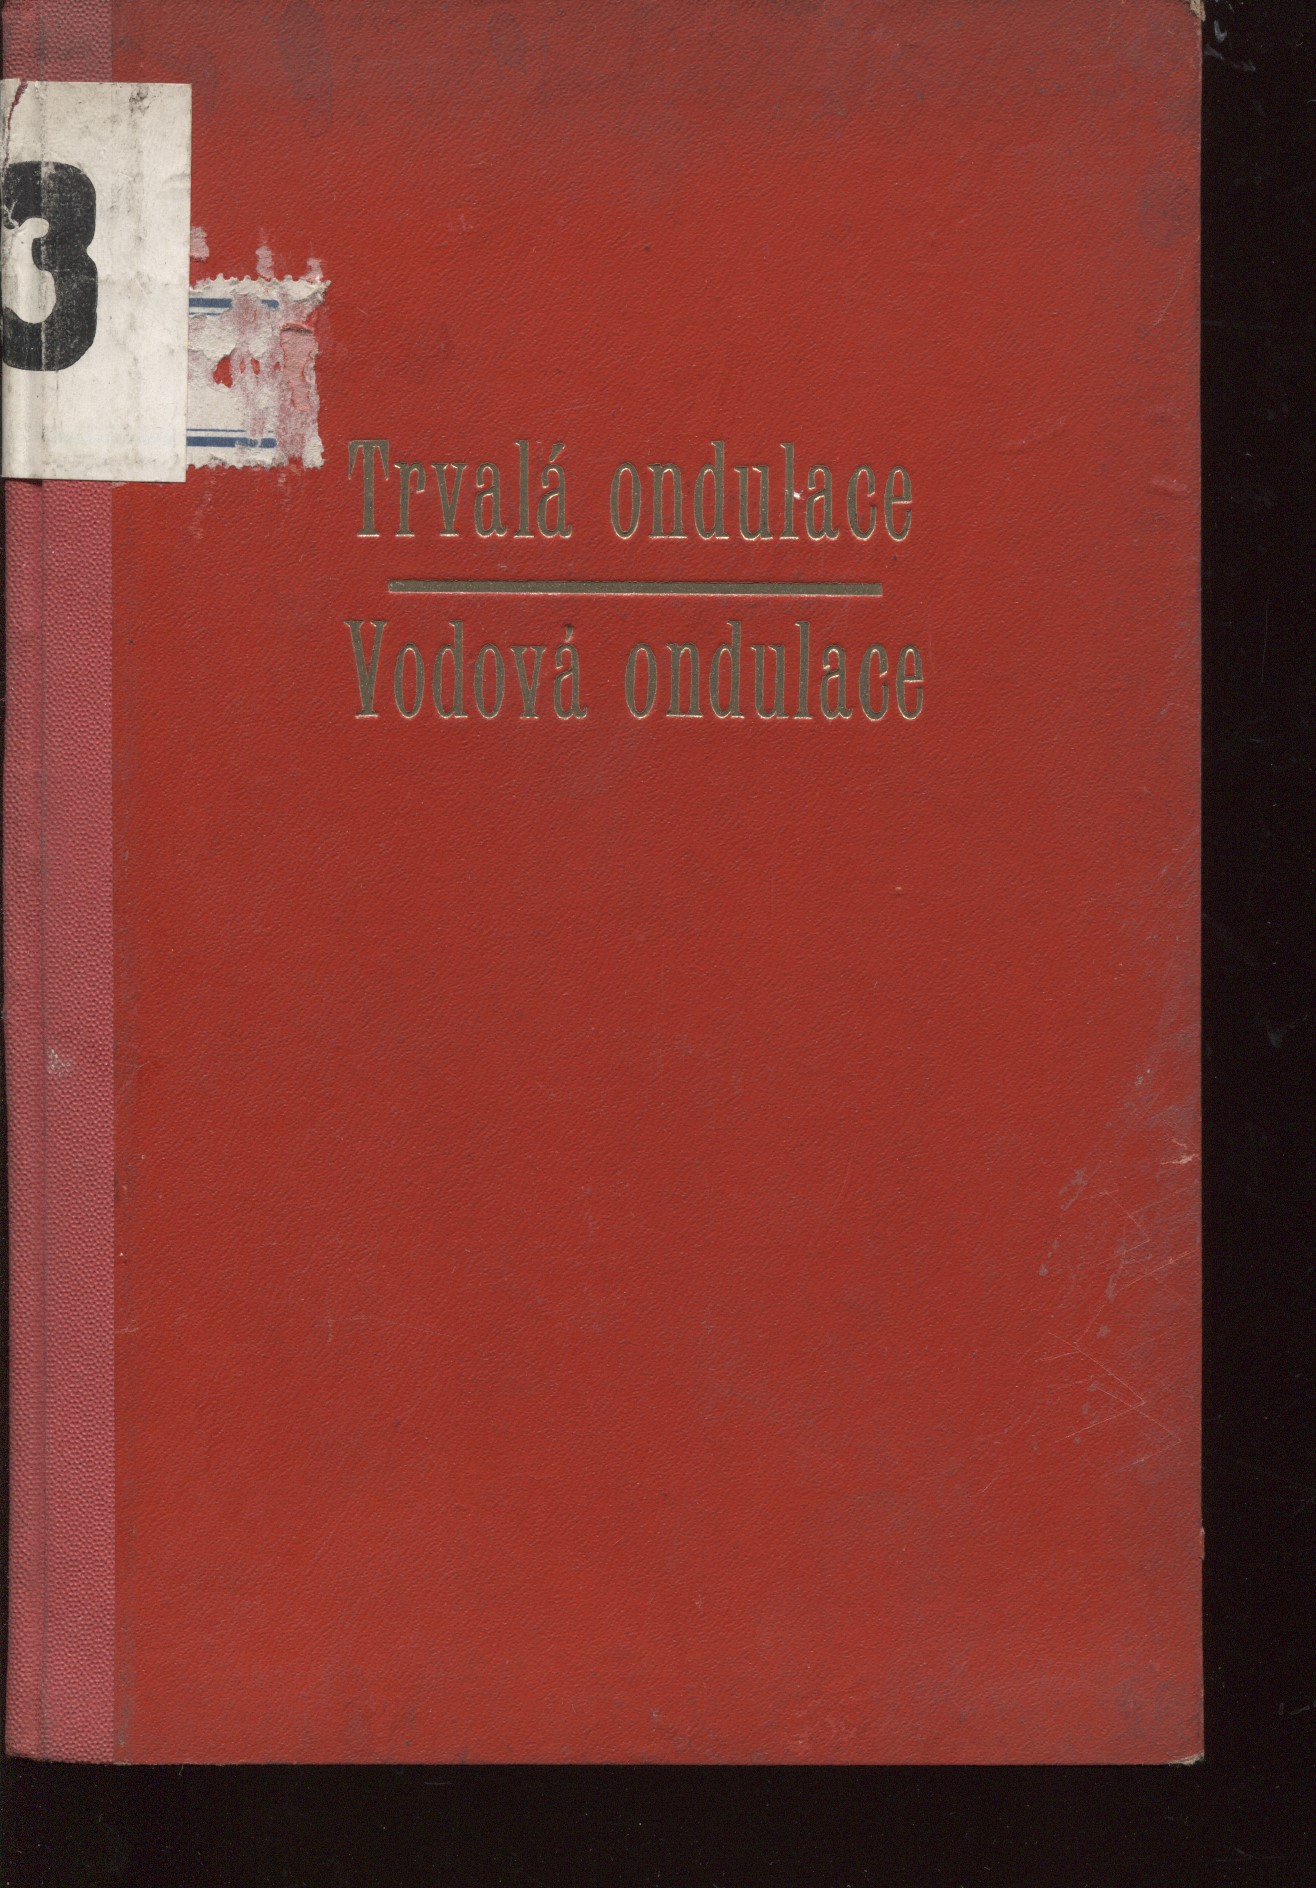 3
Trvalá ondulace
Vodová ondulace